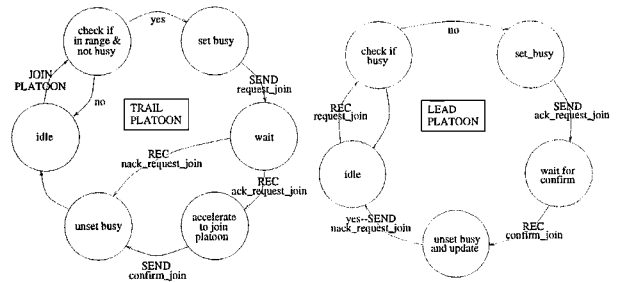 check if
in range &
not busy
yes
set busy
JOIN
PLATOON
no
TRAIL
PLATOON
SEND
request_join
idle
wait
REC
nack_request_join
REC
ack_request_join
unset busy
accelerate
to join
platoon
SEND
confirm_join
check if
busy
no
set_busy
REC
request_join
LEAD
PLATOON
SEND
ack_request_join
idle
wait for
confirm
yes--SEND
nack_request_join
unset busy
and update
REC
confirm_join